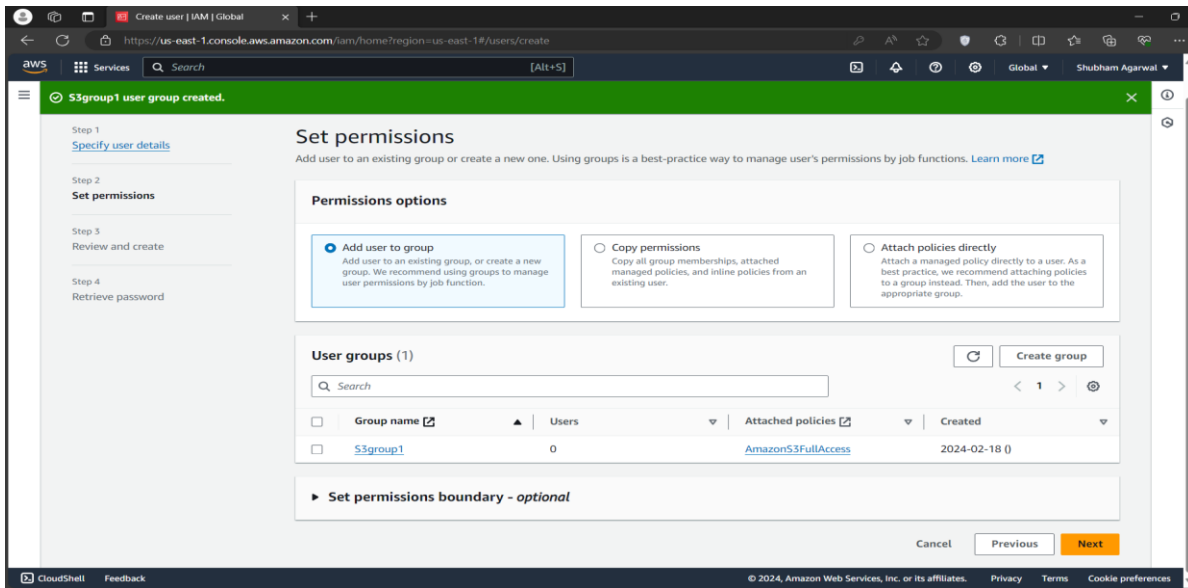 Create user | IAM | Global
https://us-east-1.console.aws.amazon.com/iam/home?region=us-east-1#/users/create
aws
Services
Search
[Alt+S]
Global
Shubham Agarwal
S3group1 user group created.
Step 1
Specify user details
Step 2
Set permissions
Step 3
Review and create
Step 4
Retrieve password
Set permissions
Add user to an existing group or create a new one. Using groups is a best-practice way to manage user's permissions by job functions. Learn more
Permissions options
Add user to group
Add user to an existing group, or create a new
group. We recommend using groups to manage
user permissions by job function.
Copy permissions
Copy all group memberships, attached
managed policies, and inline policies from an
existing user.
Attach policies directly
Attach a managed policy directly to a user. As a
best practice, we recommend attaching policies
to a group instead. Then, add the user to the
appropriate group.
User groups (1)
Create group
Search
1
Group name
Users
Attached policies
Created
S3group1
0
AmazonS3FullAccess
2024-02-18 ()
Set permissions boundary - optional
Cancel
Previous
Next
CloudShell
Feedback
© 2024, Amazon Web Services, Inc. or its affiliates.
Privacy
Terms
Cookie preferences